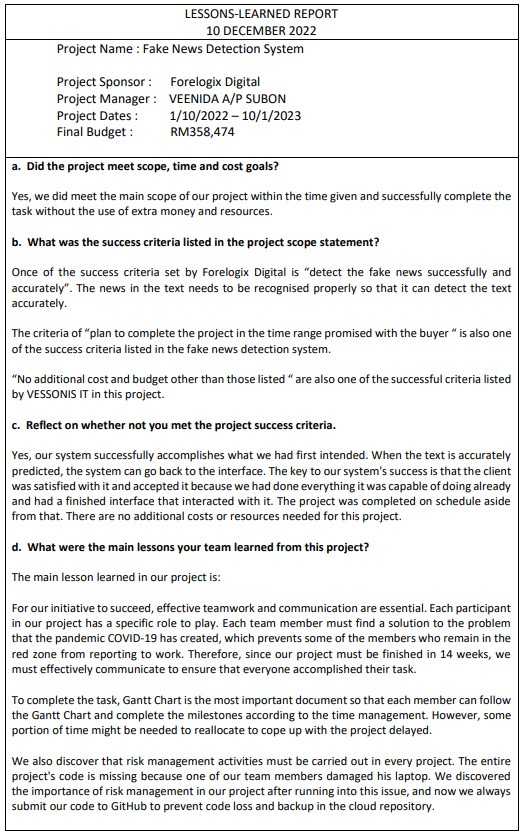 LESSONS-LEARNED REPORT
10 DECEMBER 2022
Project Name : Fake News Detection System
Project Sponsor : Forelogix Digital
Project Manager : VEENIDA A/P SUBON
Project Dates : 1/10/2022 – 10/1/2023
Final Budget : RM358,474
a. Did the project meet scope, time and cost goals?
Yes, we did meet the main scope of our project within the time given and successfully complete the
task without the use of extra money and resources.
b. What was the success criteria listed in the project scope statement?
Once of the success criteria set by Forelogix Digital is “detect the fake news successfully and
accurately”. The news in the text needs to be recognised properly so that it can detect the text
accurately.
The criteria of “plan to complete the project in the time range promised with the buyer “ is also one
of the success criteria listed in the fake news detection system.
“No additional cost and budget other than those listed “ are also one of the successful criteria listed
by VESSONIS IT in this project.
c. Reflect on whether not you met the project success criteria.
Yes, our system successfully accomplishes what we had first intended. When the text is accurately
predicted, the system can go back to the interface. The key to our system's success is that the client
was satisfied with it and accepted it because we had done everything it was capable of doing already
and had a finished interface that interacted with it. The project was completed on schedule aside
from that. There are no additional costs or resources needed for this project.
d. What were the main lessons your team learned from this project?
The main lesson learned in our project is:
For our initiative to succeed, effective teamwork and communication are essential. Each participant
in our project has a specific role to play. Each team member must find a solution to the problem
that the pandemic COVID-19 has created, which prevents some of the members who remain in the
red zone from reporting to work. Therefore, since our project must be finished in 14 weeks, we
must effectively communicate to ensure that everyone accomplished their task.
To complete the task, Gantt Chart is the most important document so that each member can follow
the Gantt Chart and complete the milestones according to the time management. However, some
portion of time might be needed to reallocate to cope up with the project delayed.
We also discover that risk management activities must be carried out in every project. The entire
project's code is missing because one of our team members damaged his laptop. We discovered
the importance of risk management in our project after running into this issue, and now we always
submit our code to GitHub to prevent code loss and backup in the cloud repository.